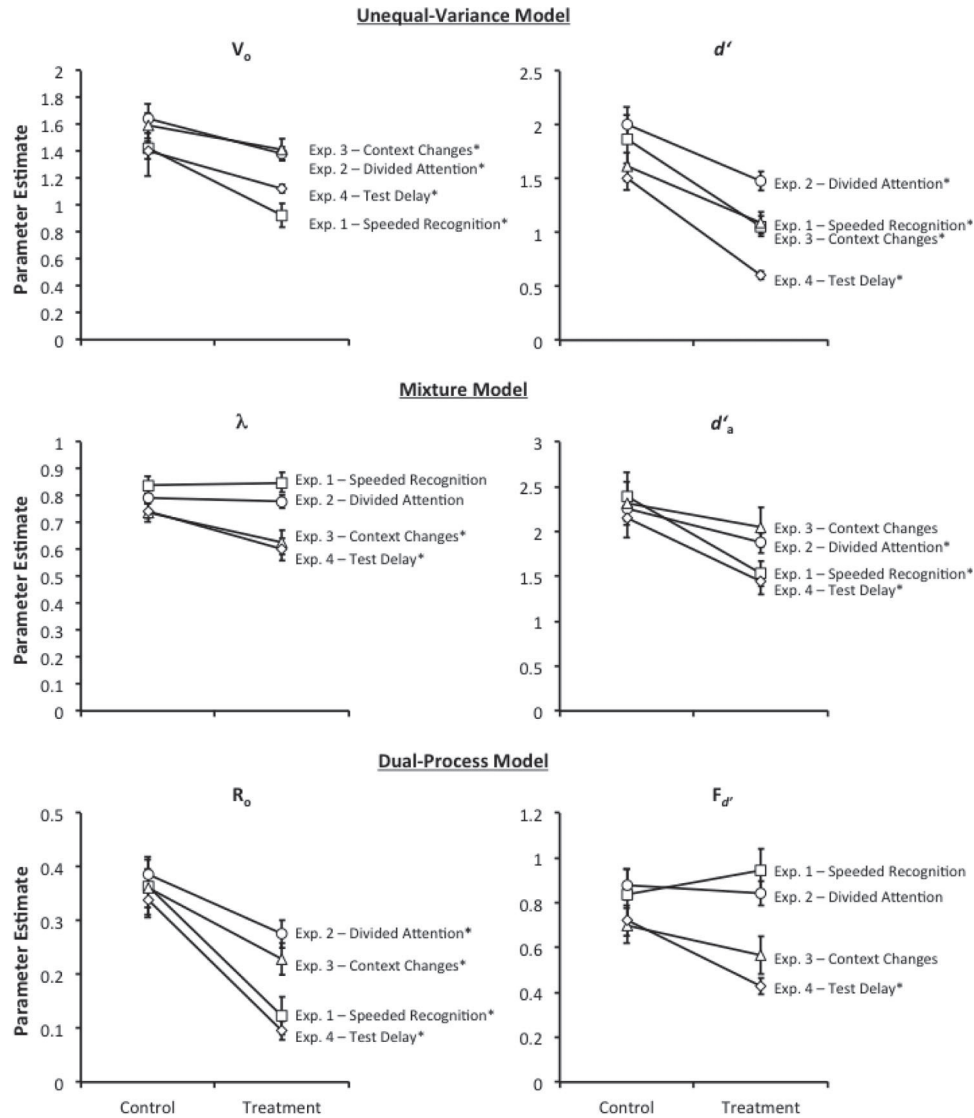 Unequal-Variance Model
Vo
d'
Parameter Estimate
2
1.8
1.6
1.4
1.2
1
0.8
0.6
0.4
0.2
0
Exp. 3 – Context Changes*
Exp. 2 – Divided Attention*
Exp. 4 – Test Delay*
Exp. 1 – Speeded Recognition*
2.5
2
1.5
1
0.5
0
Exp. 2 – Divided Attention*
Exp. 1 – Speeded Recognition*
Exp. 3 – Context Changes*
Exp. 4 – Test Delay*
Mixture Model
λ
d'a
Parameter Estimate
1
0.9
0.8
0.7
0.6
0.5
0.4
0.3
0.2
0.1
0
Exp. 1 – Speeded Recognition
Exp. 2 – Divided Attention
Exp. 3 – Context Changes*
Exp. 4 – Test Delay*
3
2.5
2
1.5
1
0.5
0
Exp. 3 – Context Changes
Exp. 2 – Divided Attention*
Exp. 1 – Speeded Recognition*
Exp. 4 – Test Delay*
Dual-Process Model
Ro
Fd'
Parameter Estimate
0.5
0.4
0.3
0.2
0.1
0
Exp. 2 – Divided Attention*
Exp. 3 – Context Changes*
Exp. 1 – Speeded Recognition*
Exp. 4 – Test Delay*
Control
Treatment
1.2
1
0.8
0.6
0.4
0.2
0
Exp. 1 – Speeded Recognition
Exp. 2 – Divided Attention
Exp. 3 – Context Changes
Exp. 4 – Test Delay*
Control
Treatment